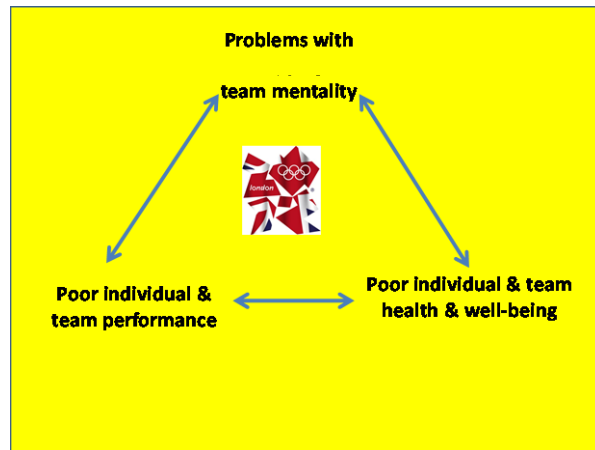 Problems with
team mentality
london
Poor individual &
team performance
Poor individual & team
health & well-being